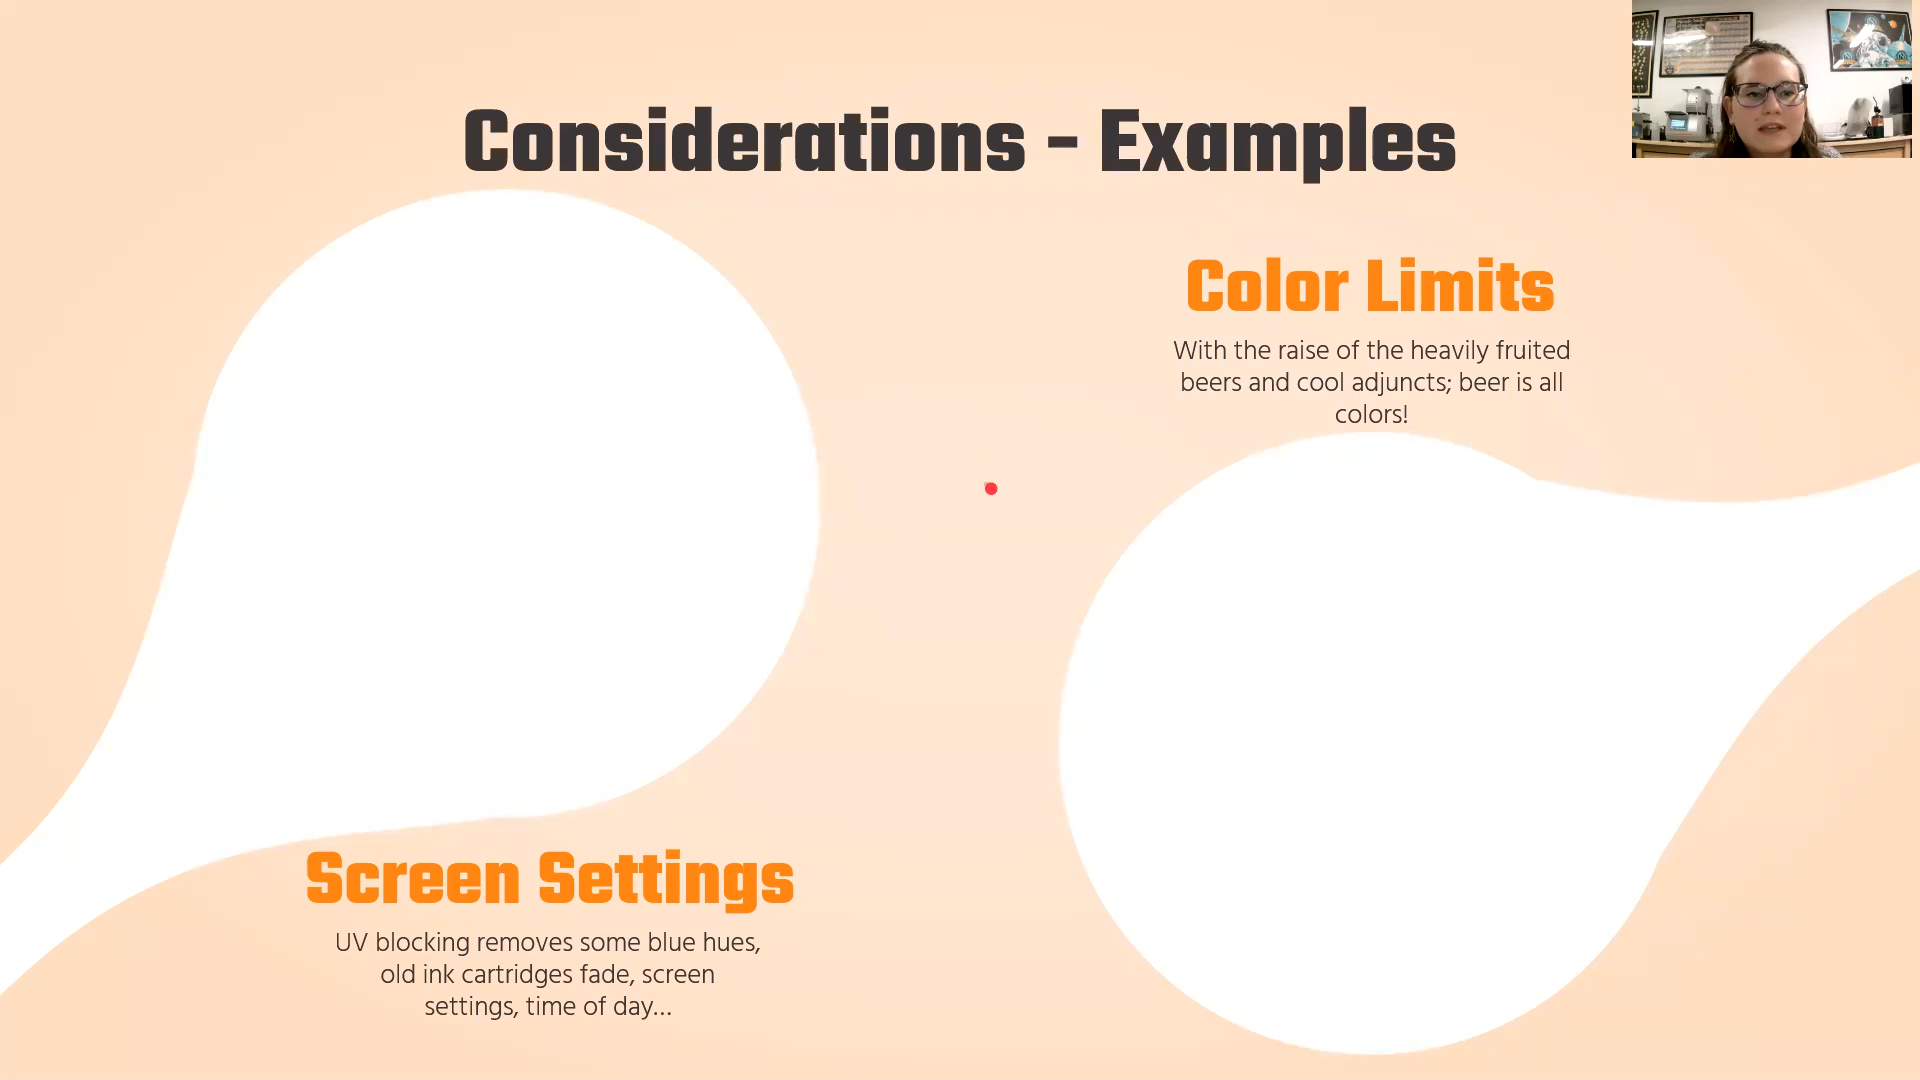 Considerations - Examples
Color Limits
With the raise of the heavily fruited
beers and cool adjuncts; beer is all
colors!
Screen Settings
UV blocking removes some blue hues,
old ink cartridges fade, screen
settings, time of day...